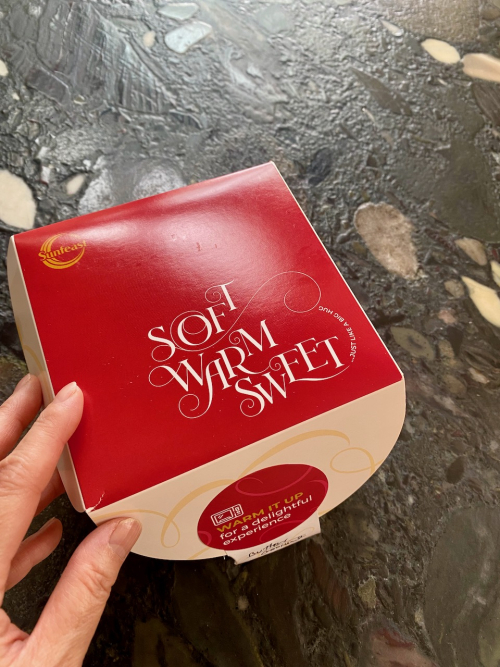 Sunfeast
SOFT
WARM
SWEET
...JUST LIKE A BIG HUG
WARM IT UP
for a delightful
experience